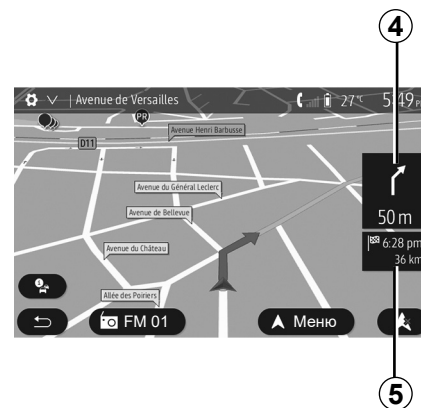 4
| Avenue de Versailles
27 °C
5:49 PM
PR
Avenue Henri Barbusse
D11
Avenue du Général Leclerc
Avenue de Bellevue
50 m
6:28 pm
36 km
Avenue du Château
Allée des Poiriers
FM 01
Меню
5